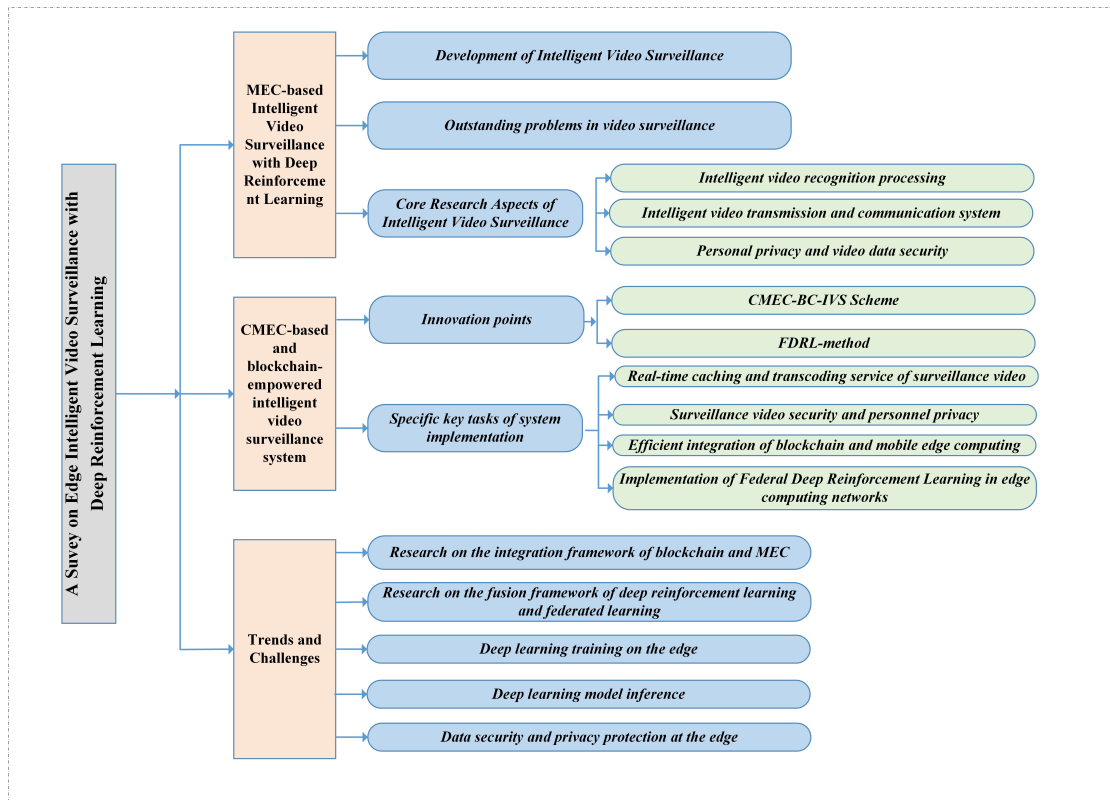 A Suvey on Edge Intelligent Video Surveillance with
Deep Reinforcement Learning
MEC-based
Intelligent
Video
Surveillance
with Deep
Reinforceme
nt Learning
Development of Intelligent Video Surveillance
Outstanding problems in video surveillance
Core Research Aspects of
Intelligent Video Surveillance
Intelligent video recognition processing
Intelligent video transmission and communication system
Personal privacy and video data security
CMEC-based
and
blockchain-
empowered
intelligent
video
surveillance
system
Innovation points
CMEC-BC-IVS Scheme
FDRL-method
Specific key tasks of system
implementation
Real-time caching and transcoding service of surveillance video
Surveillance video security and personnel privacy
Efficient integration of blockchain and mobile edge computing
Implementation of Federal Deep Reinforcement Learning in edge
computing networks
Trends and
Challenges
Research on the integration framework of blockchain and MEC
Research on the fusion framework of deep reinforcement learning
and federated learning
Deep learning training on the edge
Deep learning model inference
Data security and privacy protection at the edge